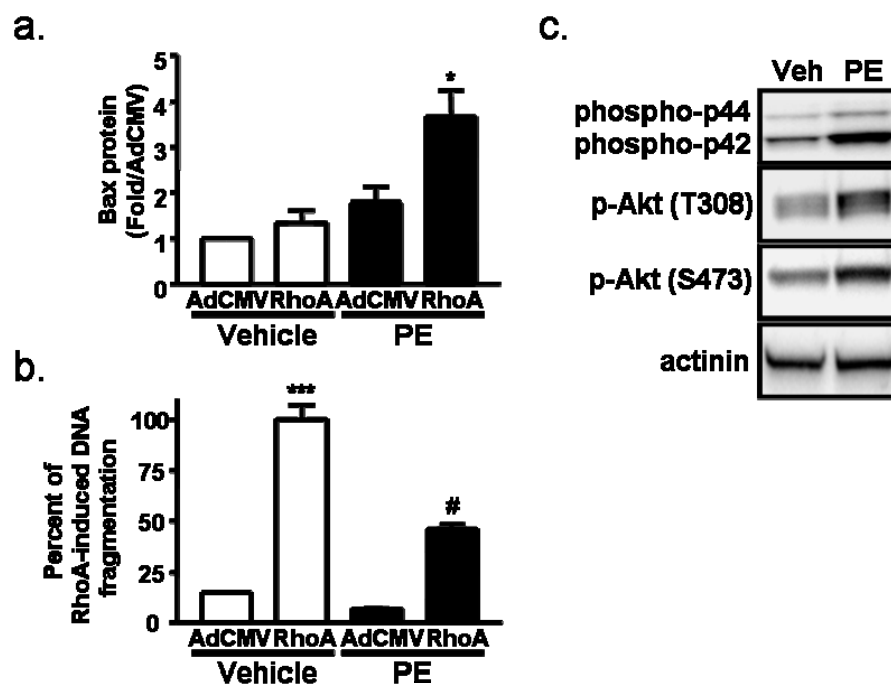 a.
Bax protein
(Fold/AdCMV)
5
4
3
2
1
0
*
AdCMV RhoA AdCMV RhoA
Vehicle PE
b.
Percent of
RhoA-induced DNA
fragmentation
100
75
50
25
0
***
#
AdCMV RhoA AdCMV RhoA
Vehicle PE
c.
Veh PE
phospho-p44
phospho-p42
p-Akt (T308)
p-Akt (S473)
actinin